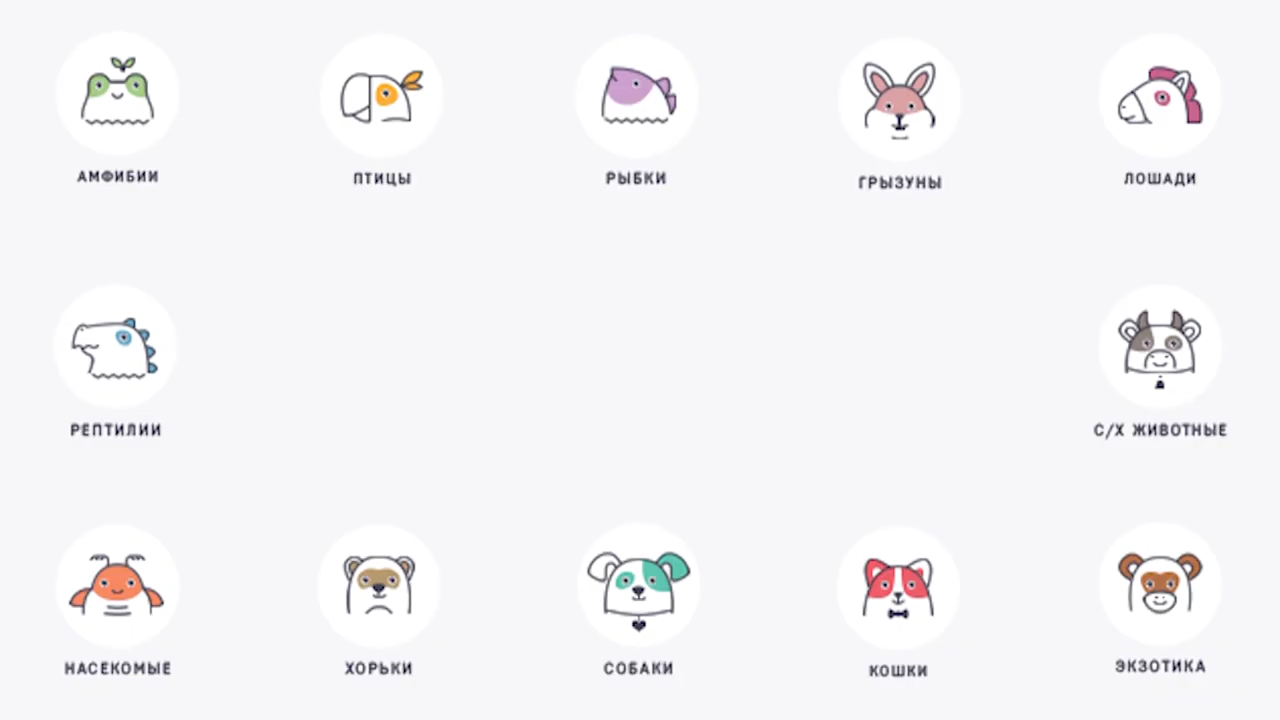 АМФИБИИ
ПТИЦЫ
РЫБКИ
ГРЫЗУНЫ
ЛОШАДИ
РЕПТИЛИИ
С/Х ЖИВОТНЫЕ
НАСЕКОМЫЕ
ХОРЬКИ
СОБАКИ
КОШКИ
ЭКЗОТИКА